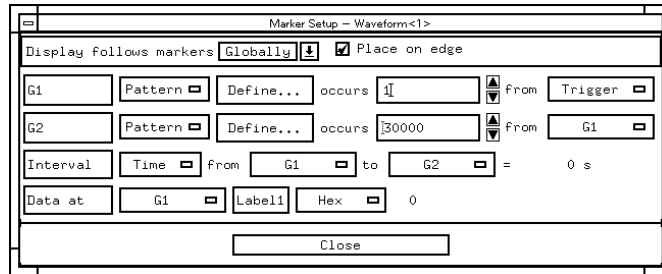 Marker Setup — Waveform<1>
Display follows markers Globally Place on edge
G1 Pattern Define... occurs 1 from Trigger
G2 Pattern Define... occurs 30000 from G1
Interval Time from G1 to G2 = 0 s
Data at G1 Label1 Hex 0
Close